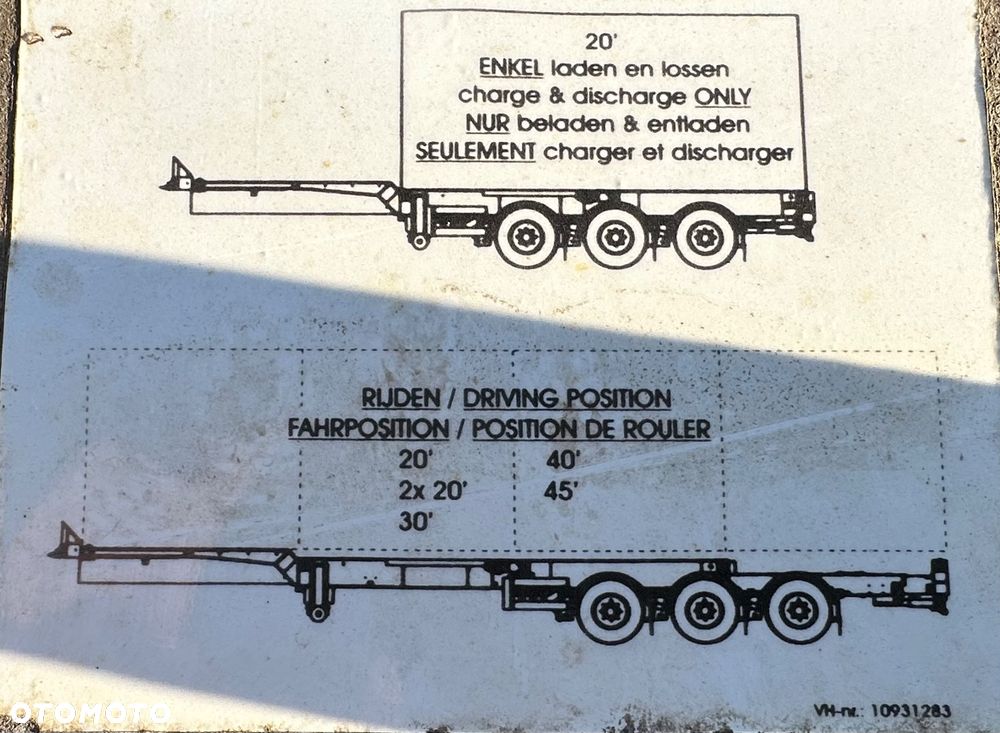 20'
ENKEL laden en lossen
charge & discharge ONLY
NUR beladen & entladen
SEULEMENT charger et discharger
RIJDEN / DRIVING POSITION
FAHRPOSITION / POSITION DE ROULER
20' 40'
2x 20' 45'
30'
VH-nr.: 10931283
OTOMOTO